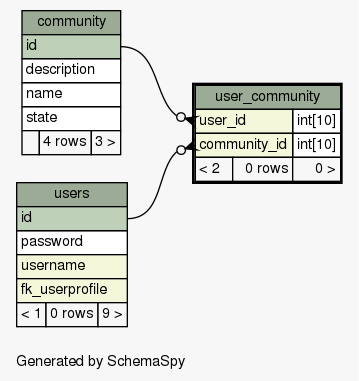 community
id
description
name
state
4 rows 3 >
user_community
user_id int[10]
community_id int[10]
< 2 0 rows 0 >
users
id
password
username
fk_userprofile
< 1 0 rows 9 >
Generated by SchemaSpy